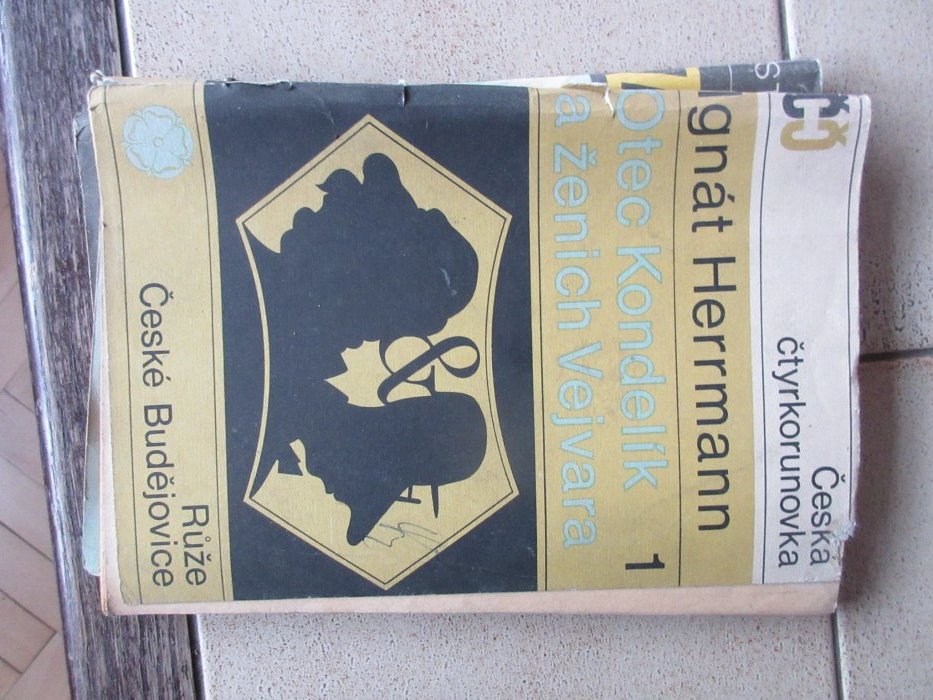 Česká
čtyrkorunovka
Ignát Herrmann
Otec Kondelík 1
a ženich Vejvara
&
Růže
České Budějovice